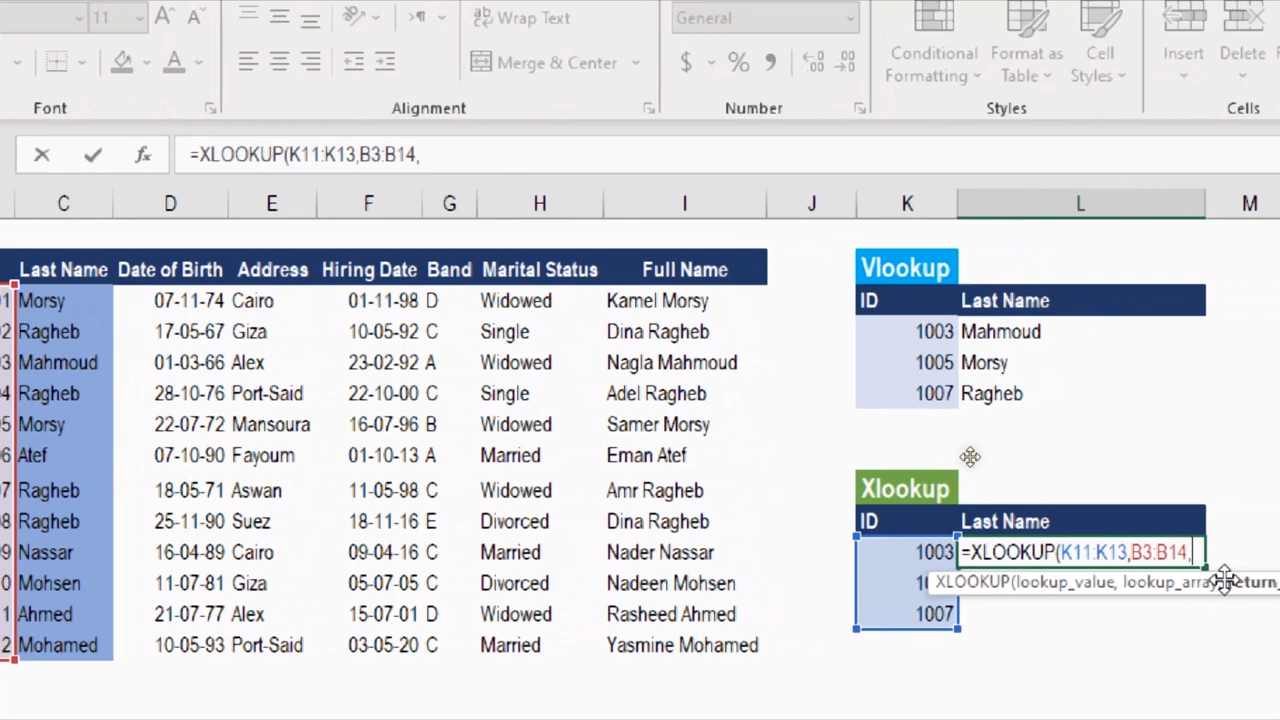 11
Wrap Text
General
Merge & Center
$ % ,
Conditional Formatting
Format as Table
Cell Styles
Insert
Delete
Font
Alignment
Number
Styles
Cells
fx
=XLOOKUP(K11:K13,B3:B14,
C D E F G H I J K L M
Last Name Date of Birth Address Hiring Date Band Marital Status Full Name
Morsy 07-11-74 Cairo 01-11-98 D Widowed Kamel Morsy
Ragheb 17-05-67 Giza 10-05-92 C Single Dina Ragheb
Mahmoud 01-03-66 Alex 23-02-92 A Widowed Nagla Mahmoud
Ragheb 28-10-76 Port-Said 22-10-00 C Single Adel Ragheb
Morsy 22-07-72 Mansoura 16-07-96 B Widowed Samer Morsy
Atef 07-10-90 Fayoum 01-10-13 A Married Eman Atef
Ragheb 18-05-71 Aswan 11-05-98 C Widowed Amr Ragheb
Ragheb 25-11-90 Suez 18-11-16 E Divorced Dina Ragheb
Nassar 16-04-89 Cairo 09-04-16 C Married Nader Nassar
Mohsen 11-07-81 Giza 05-07-05 C Divorced Nadeen Mohsen
Ahmed 21-07-77 Alex 15-07-01 D Widowed Rasheed Ahmed
Mohamed 10-05-93 Port-Said 03-05-20 C Married Yasmine Mohamed
Vlookup
ID Last Name
1003 Mahmoud
1005 Morsy
1007 Ragheb
Xlookup
ID Last Name
1003 =XLOOKUP(K11:K13,B3:B14,
XLOOKUP(lookup_value, lookup_array,
1007